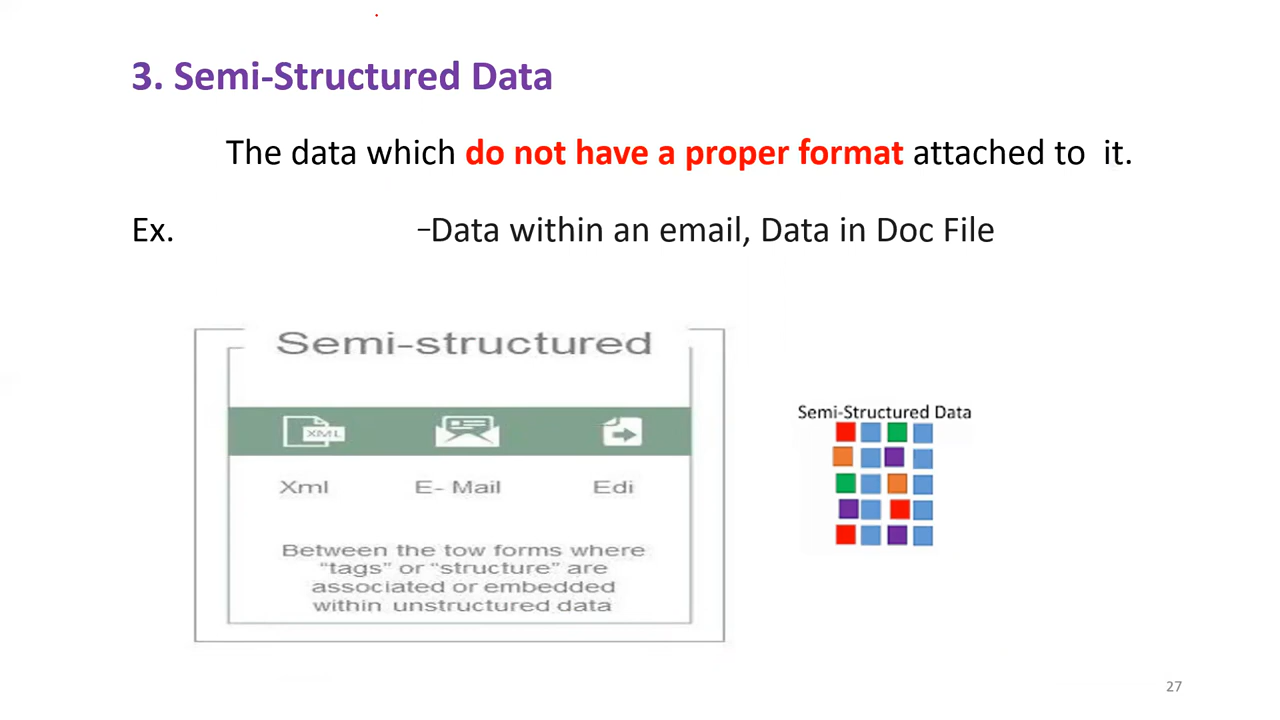 3. Semi-Structured Data
The data which do not have a proper format attached to it.
Ex. –Data within an email, Data in Doc File
Semi-structured
XML
Xml E- Mail Edi
Between the tow forms where
“tags” or “structure” are
associated or embedded
within unstructured data
Semi-Structured Data
27